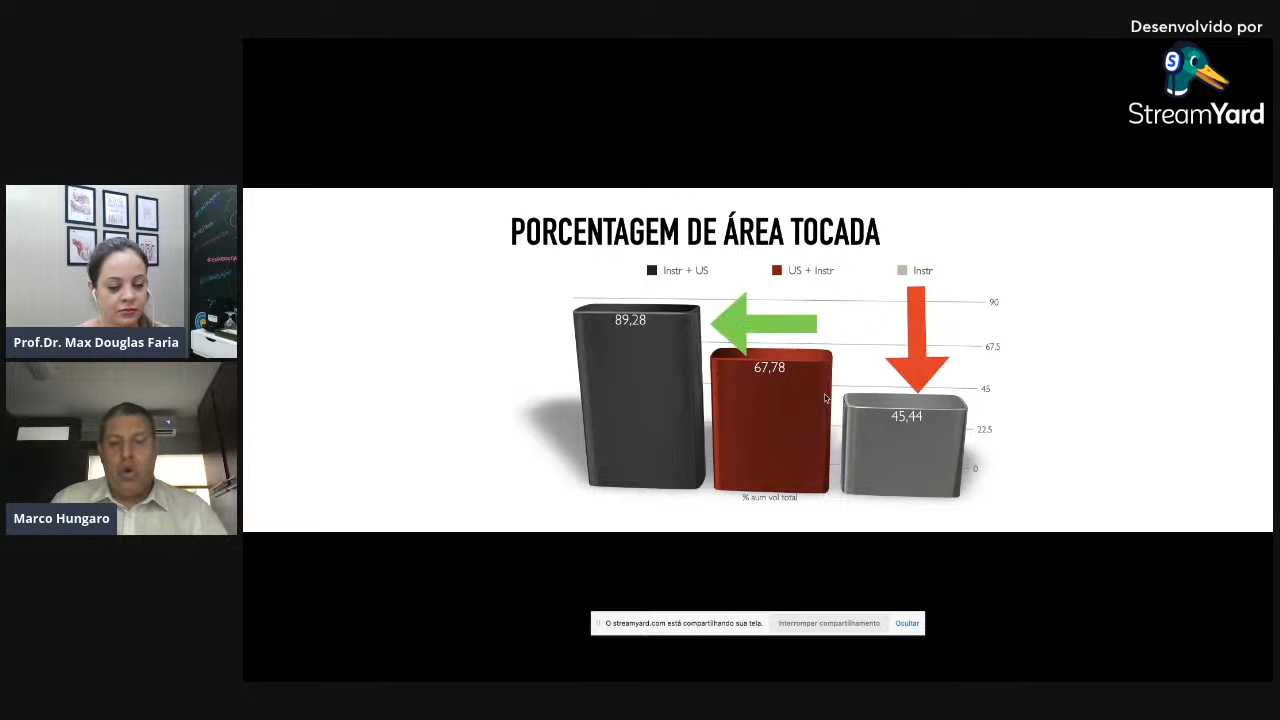 Desenvolvido por
StreamYard
PORCENTAGEM DE ÁREA TOCADA
Instr + US
US + Instr
Instr
89,28
67,78
45,44
90
67,5
45
22,5
0
% aum vol total
Prof.Dr. Max Douglas Faria
Marco Hungaro
O streamyard.com está compartilhando sua tela.
Interromper compartilhamento
Ocultar